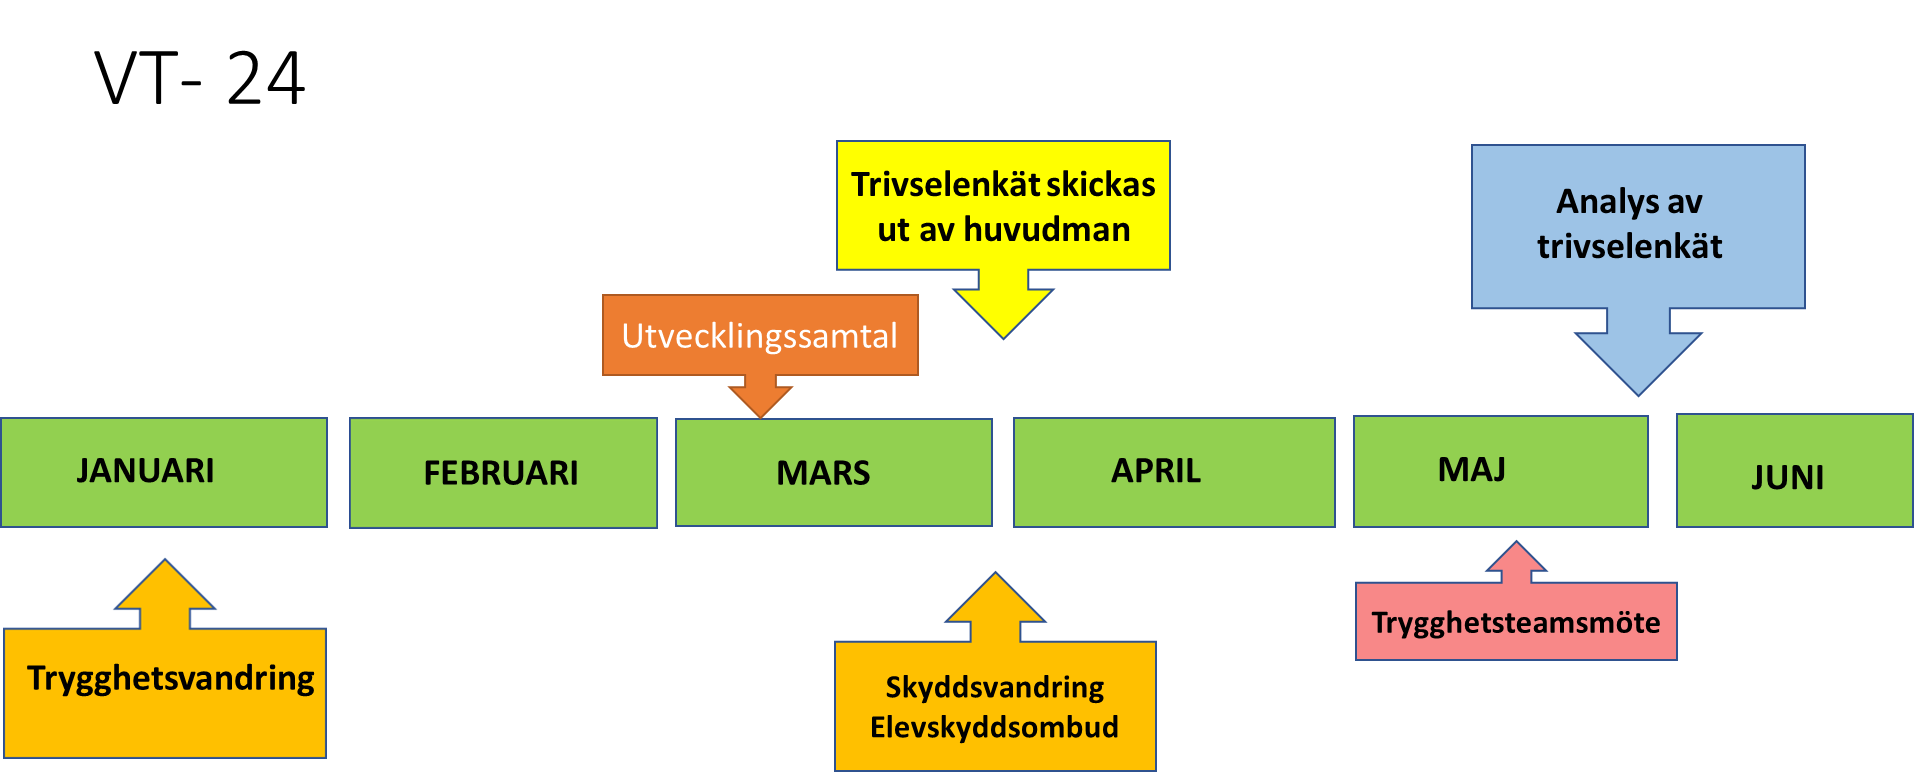 VT- 24
Trivselenkät skickas
ut av huvudman
Analys av
trivselenkät
Utvecklingssamtal
JANUARI
FEBRUARI
MARS
APRIL
MAJ
JUNI
Trygghetsvandring
Skyddsvandring
Elevskyddsombud
Trygghetsteamsmöte